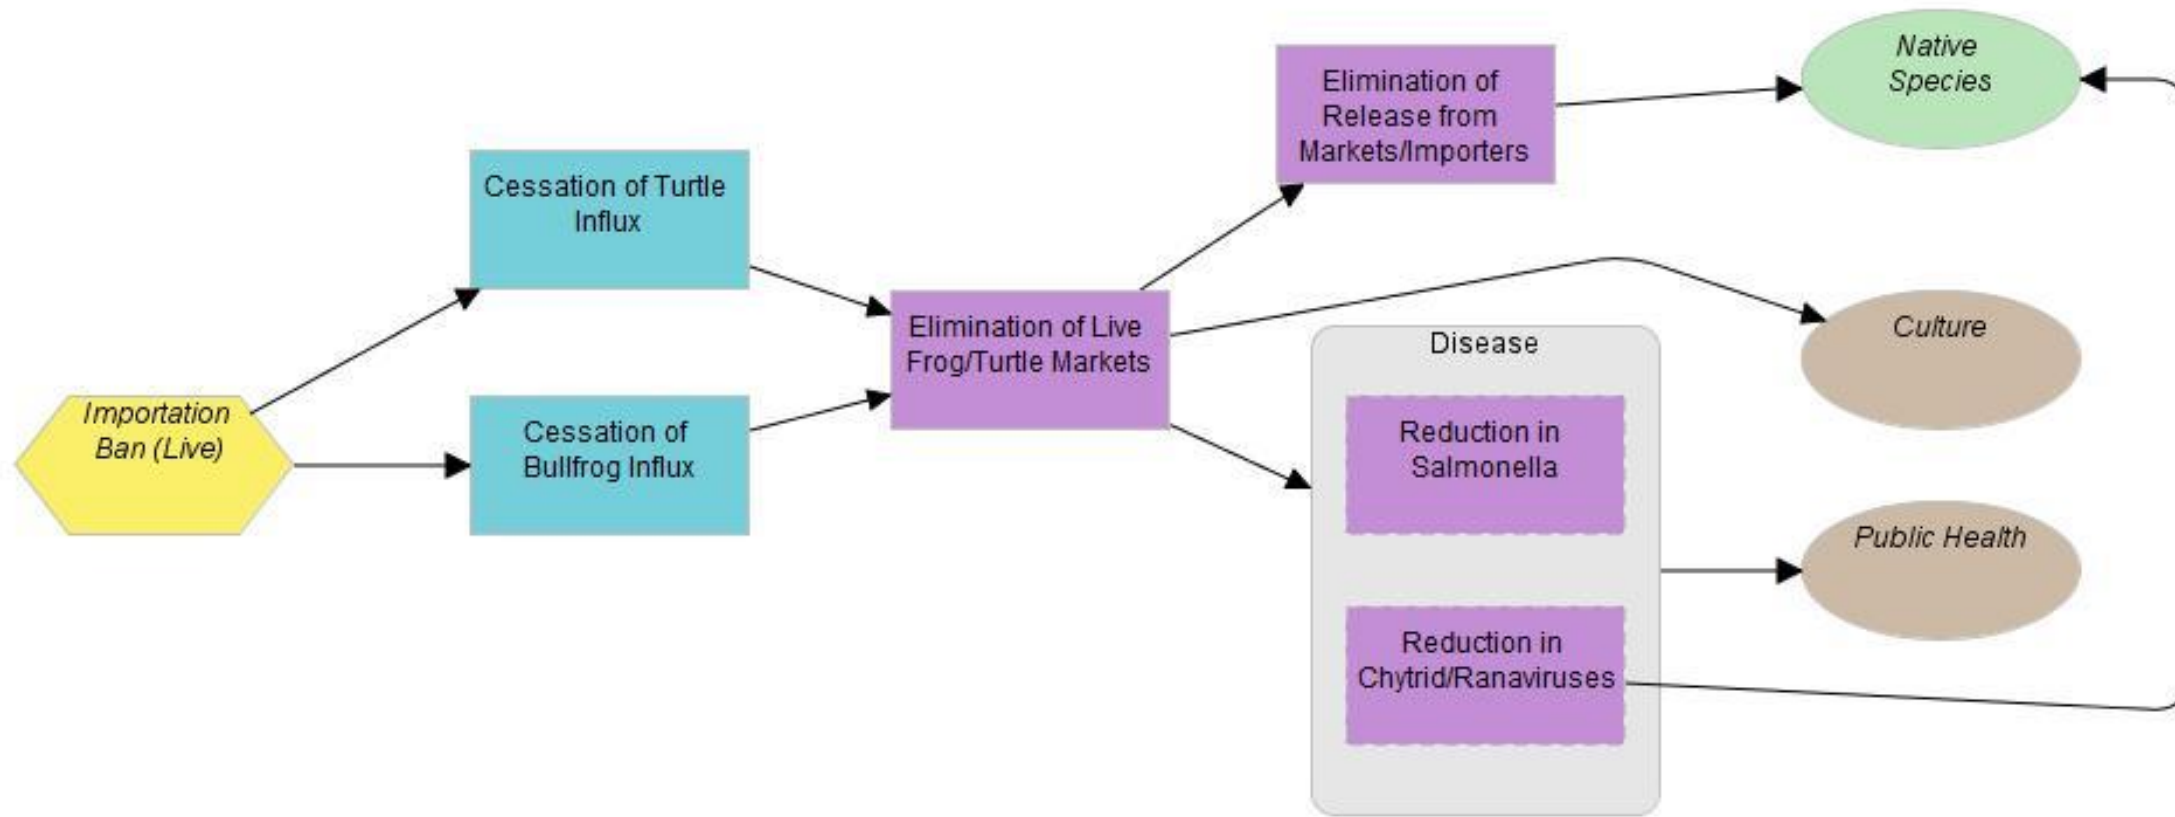 Importation
Ban (Live)
Cessation of Turtle
Influx
Cessation of
Bullfrog Influx
Elimination of Live
Frog/Turtle Markets
Elimination of
Release from
Markets/Importers
Disease
Reduction in
Salmonella
Reduction in
Chytrid/Ranaviruses
Native
Species
Culture
Public Health